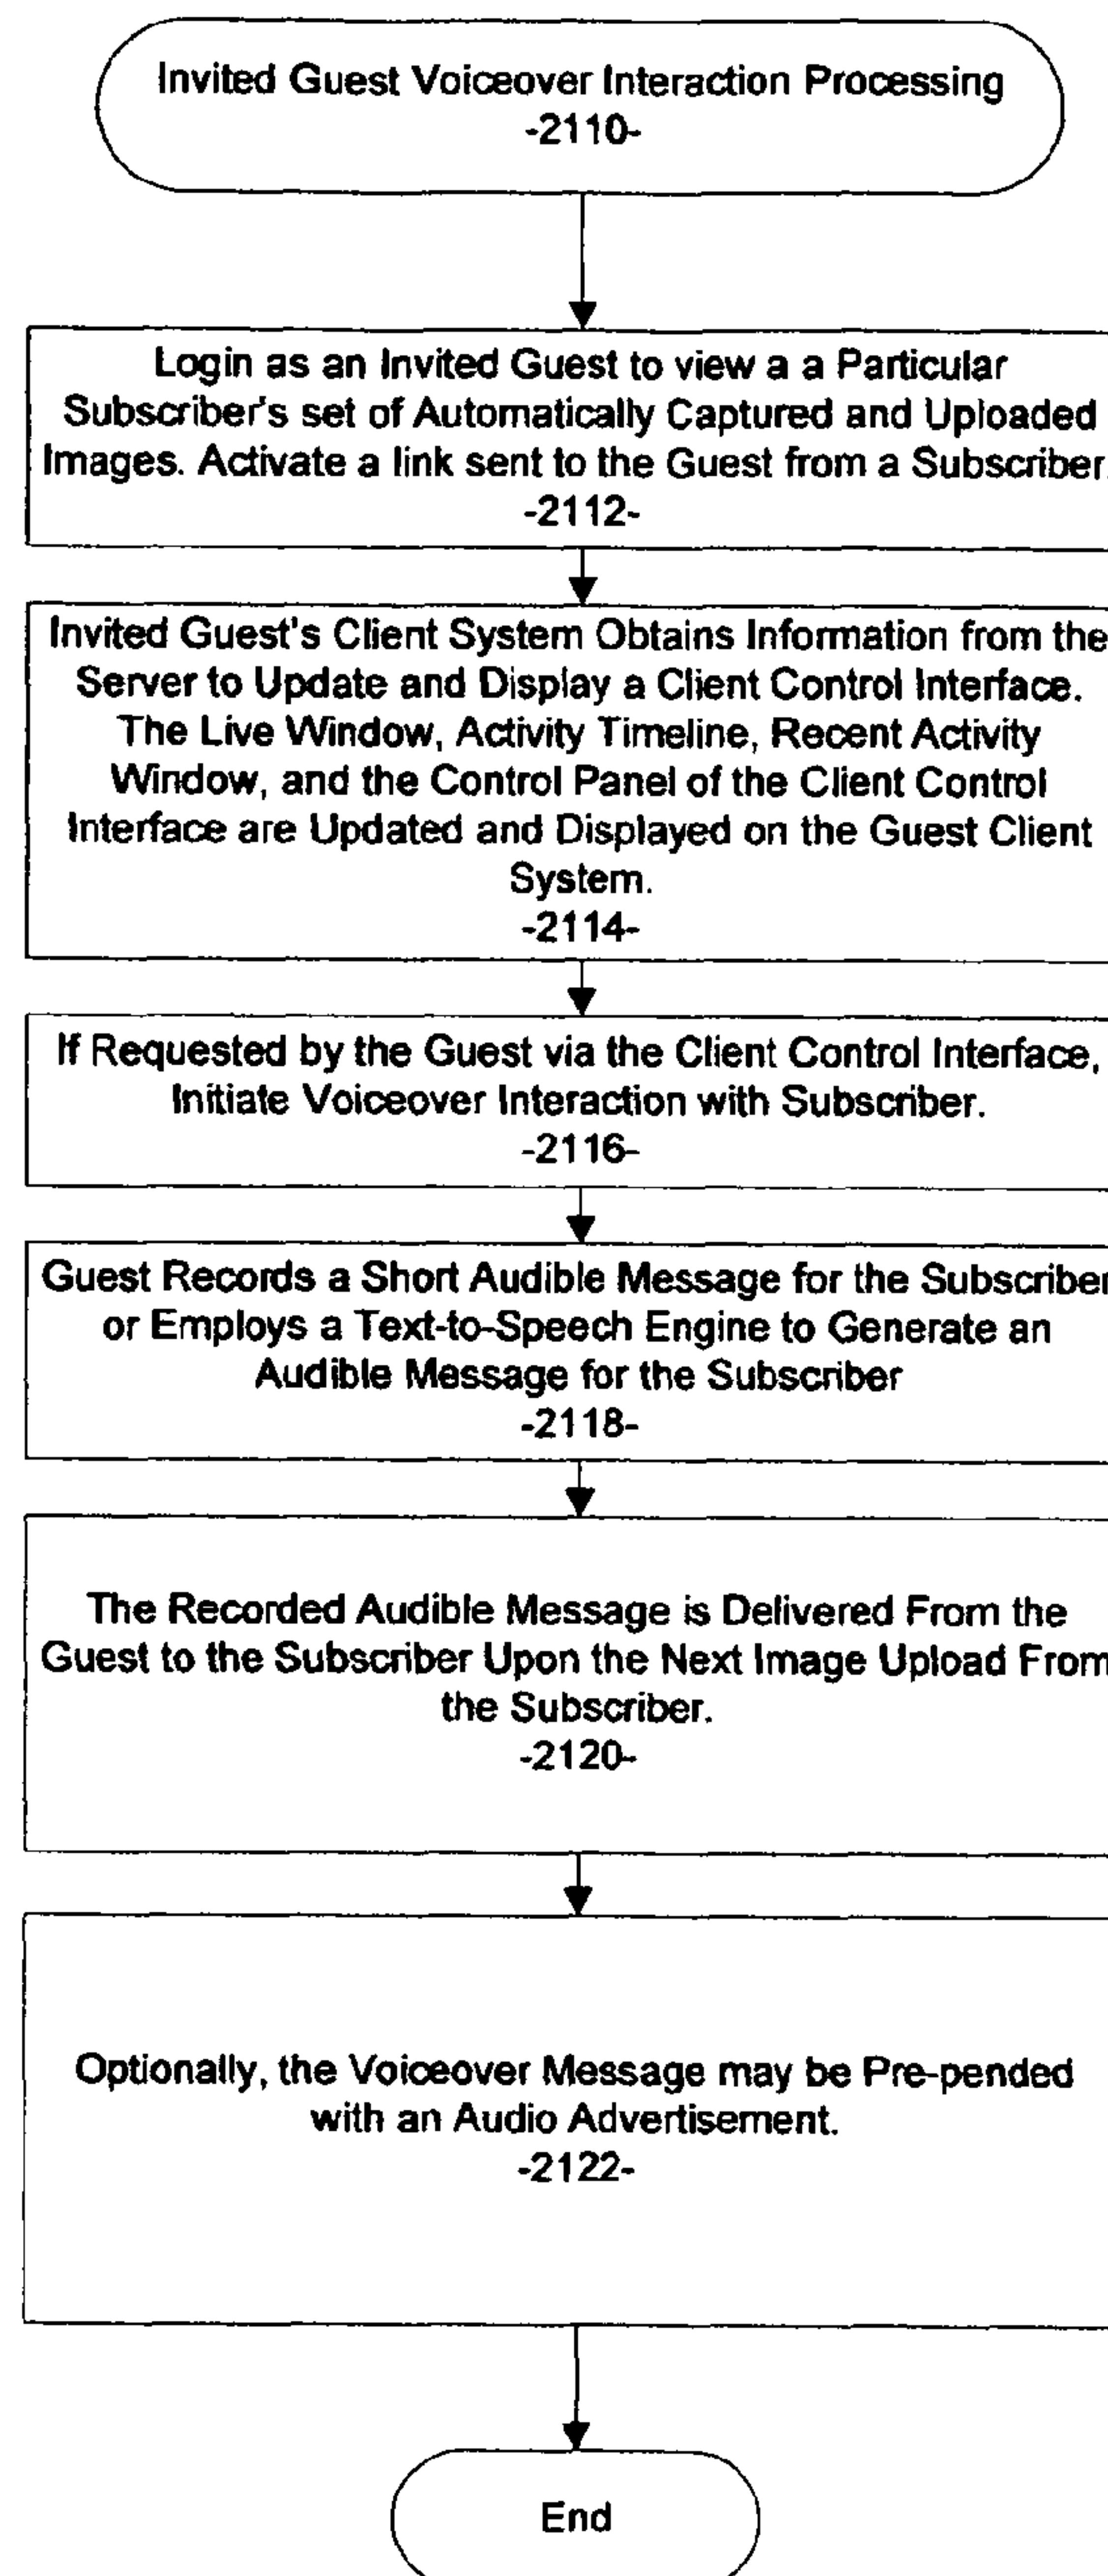 Invited Guest Voiceover Interaction Processing
-2110-
Login as an Invited Guest to view a a Particular
Subscriber's set of Automatically Captured and Uploaded
Images. Activate a link sent to the Guest from a Subscriber.
-2112-
Invited Guest's Client System Obtains Information from the
Server to Update and Display a Client Control Interface.
The Live Window, Activity Timeline, Recent Activity
Window, and the Control Panel of the Client Control
Interface are Updated and Displayed on the Guest Client
System.
-2114-
If Requested by the Guest via the Client Control Interface,
Initiate Voiceover Interaction with Subscriber.
-2116-
Guest Records a Short Audible Message for the Subscriber
or Employs a Text-to-Speech Engine to Generate an
Audible Message for the Subscriber
-2118-
The Recorded Audible Message is Delivered From the
Guest to the Subscriber Upon the Next Image Upload From
the Subscriber.
-2120-
Optionally, the Voiceover Message may be Pre-pended
with an Audio Advertisement.
-2122-
End